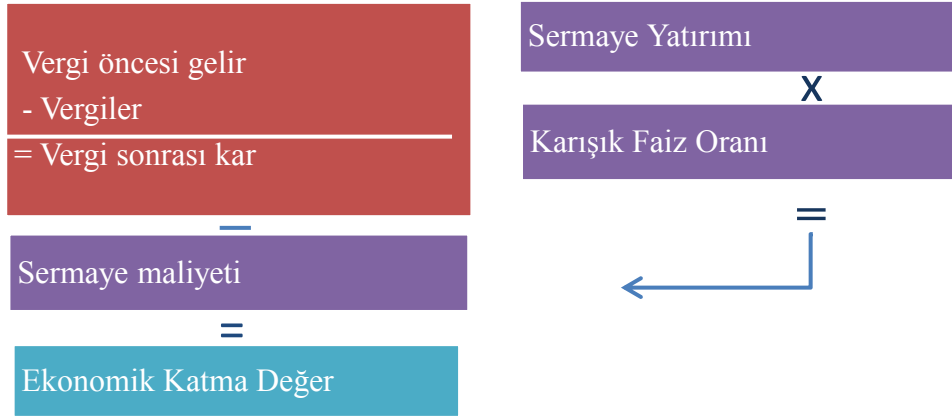 Vergi öncesi gelir
- Vergiler
= Vergi sonrası kar
–
Sermaye maliyeti
=
Ekonomik Katma Değer
Sermaye Yatırımı
X
Karışık Faiz Oranı
=